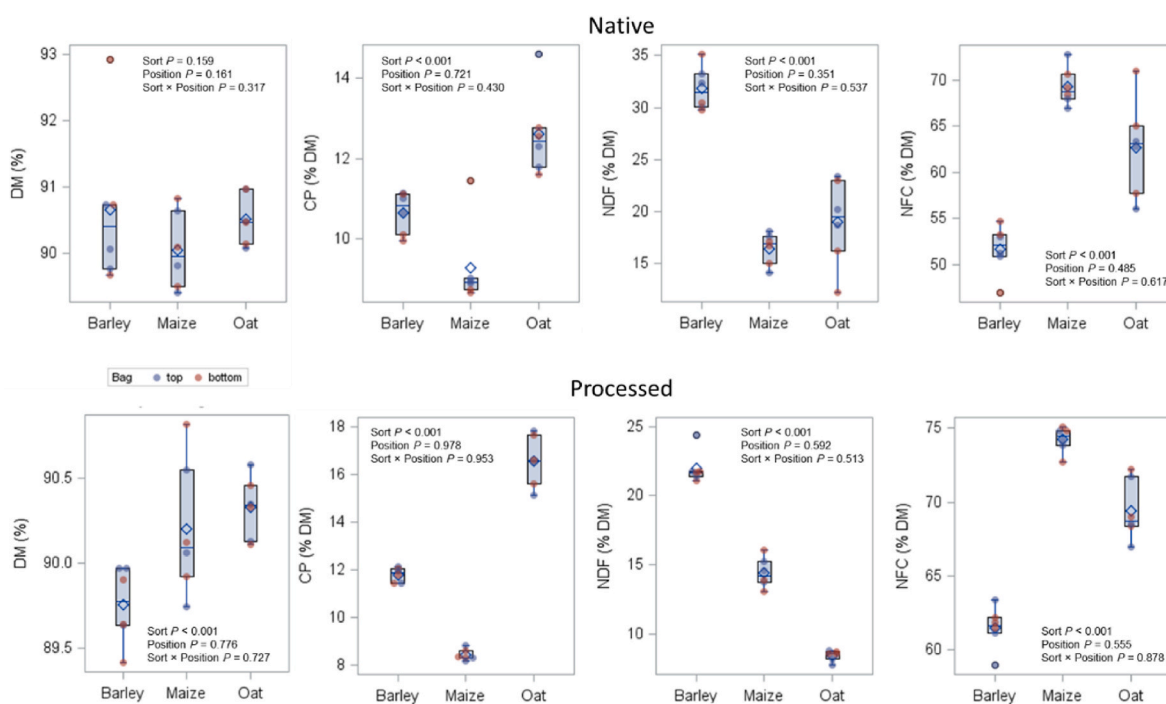 Native
DM (%)
93
92
91
90
Sort P = 0.159
Position P = 0.161
Sort × Position P = 0.317
Barley Maize Oat
CP (% DM)
14
12
10
Sort P < 0.001
Position P = 0.721
Sort × Position P = 0.430
Barley Maize Oat
NDF (% DM)
35
30
25
20
15
Sort P < 0.001
Position P = 0.351
Sort × Position P = 0.537
Barley Maize Oat
NFC (% DM)
70
65
60
55
50
Sort P < 0.001
Position P = 0.485
Sort × Position P = 0.617
Barley Maize Oat
Bag top bottom
Processed
DM (%)
90.5
90.0
89.5
Sort P < 0.001
Position P = 0.776
Sort × Position P = 0.727
Barley Maize Oat
CP (% DM)
18
16
14
12
10
8
Sort P < 0.001
Position P = 0.978
Sort × Position P = 0.953
Barley Maize Oat
NDF (% DM)
25
20
15
10
Sort P < 0.001
Position P = 0.592
Sort × Position P = 0.513
Barley Maize Oat
NFC (% DM)
75
70
65
60
Sort P < 0.001
Position P = 0.555
Sort × Position P = 0.878
Barley Maize Oat